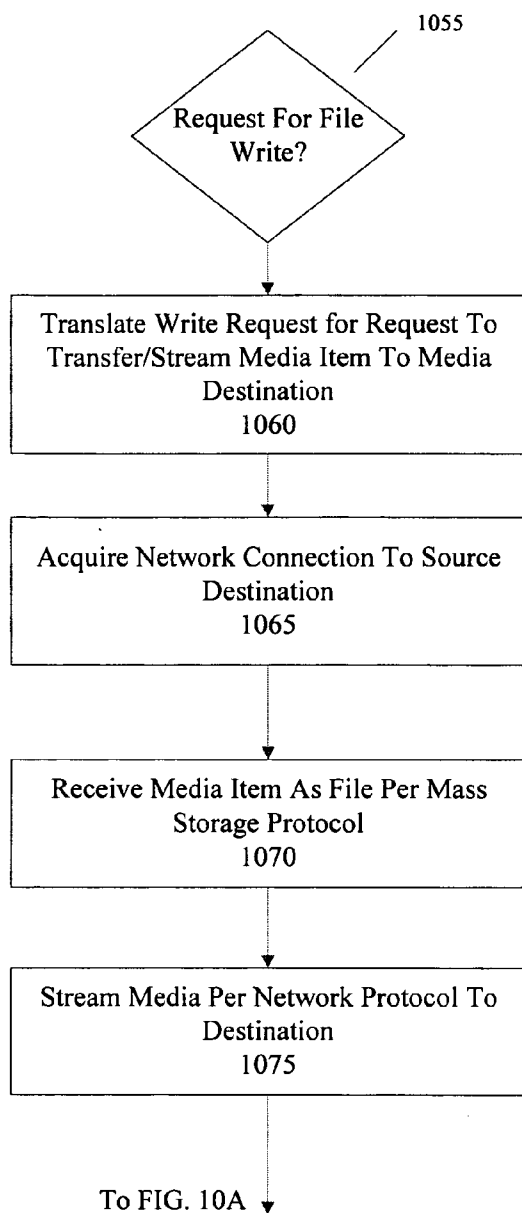 1055
Request For File
Write?
Translate Write Request for Request To
Transfer/Stream Media Item To Media
Destination
1060
Acquire Network Connection To Source
Destination
1065
Receive Media Item As File Per Mass
Storage Protocol
1070
Stream Media Per Network Protocol To
Destination
1075
To FIG. 10A